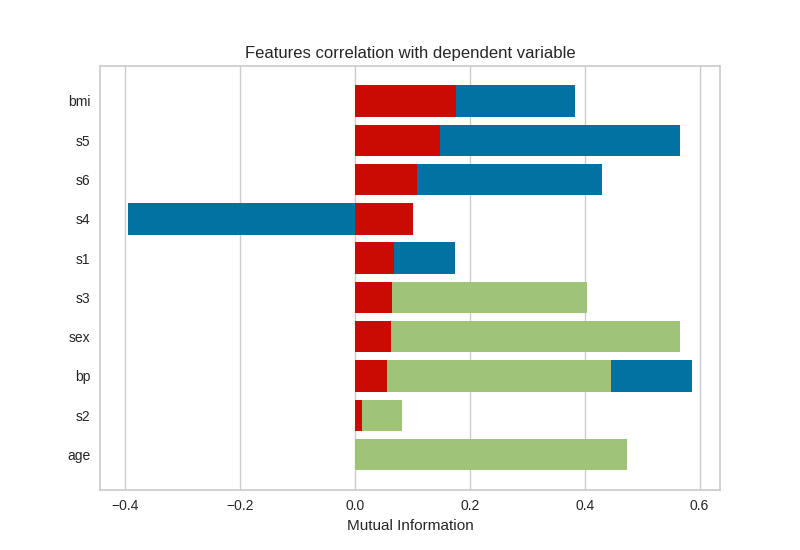 Features correlation with dependent variable
bmi
s5
s6
s4
s1
s3
sex
bp
s2
age
−0.4 −0.2 0.0 0.2 0.4 0.6
Mutual Information